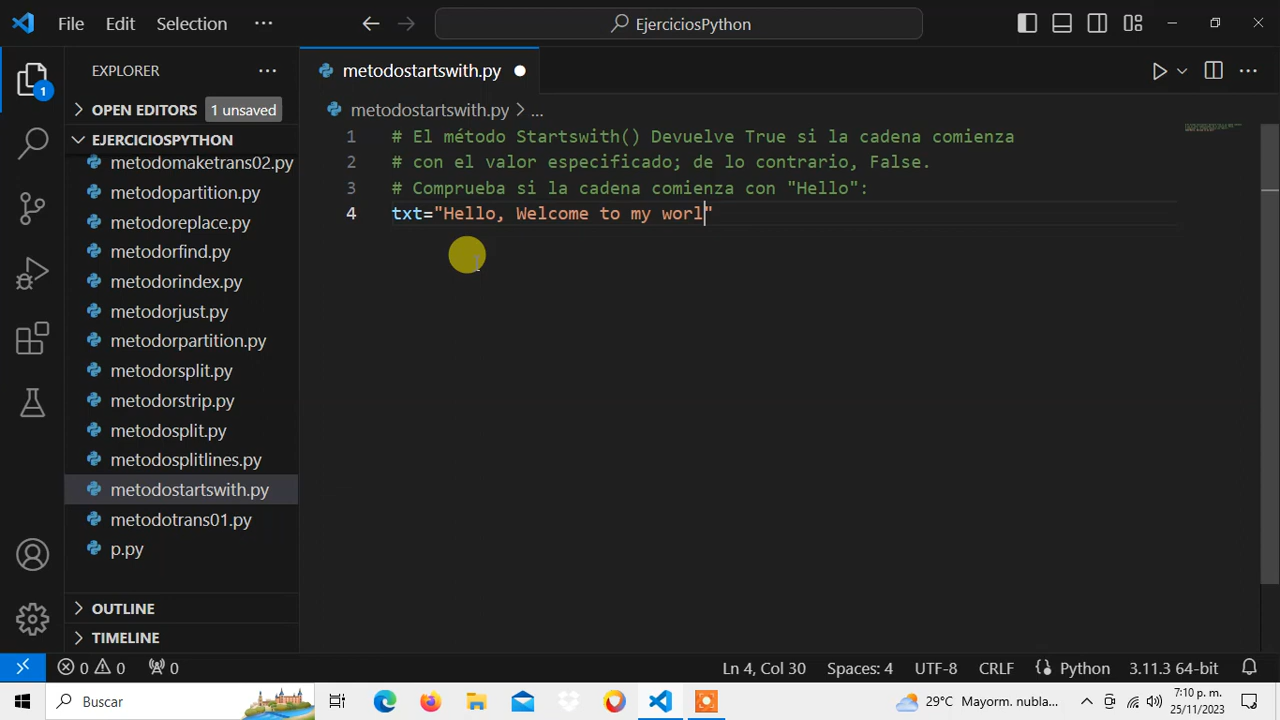 File Edit Selection ··· EjerciciosPython
EXPLORER ···
metodostartswith.py
OPEN EDITORS 1 unsaved
metodostartswith.py > ...
EJERCICIOSPYTHON
metodomaketrans02.py
metodopartition.py
metodoreplace.py
metodorfind.py
metodorindex.py
metodorjust.py
metodorpartition.py
metodorsplit.py
metodorstrip.py
metodosplit.py
metodosplitlines.py
metodostartswith.py
metodotrans01.py
p.py
OUTLINE
TIMELINE
1 # El método Startswith() Devuelve True si la cadena comienza
2 # con el valor especificado; de lo contrario, False.
3 # Comprueba si la cadena comienza con "Hello":
4 txt="Hello, Welcome to my worl"
1
0 0 0 Ln 4, Col 30 Spaces: 4 UTF-8 CRLF Python 3.11.3 64-bit
Buscar 29°C Mayorm. nubla... 7:10 p. m.
25/11/2023